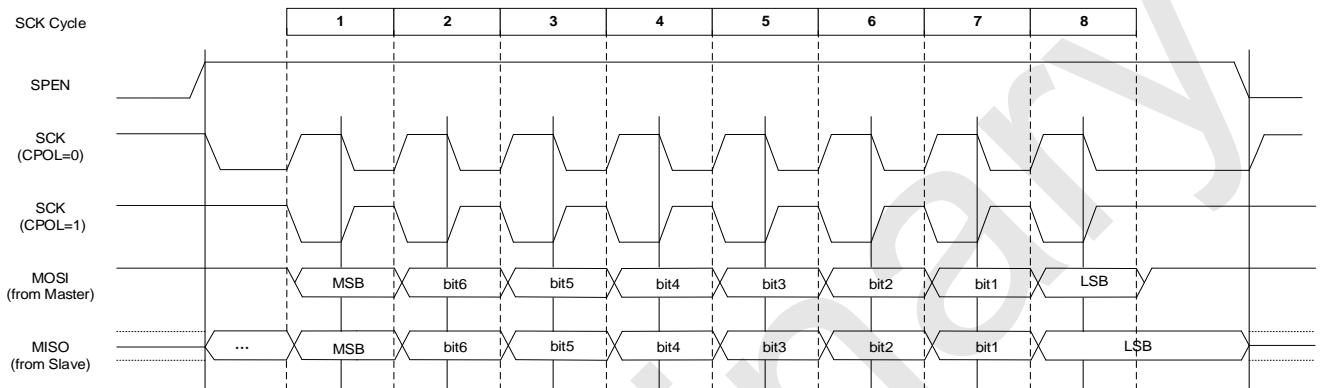 SCK Cycle 1 2 3 4 5 6 7 8
SPEN
SCK
(CPOL=0)
SCK
(CPOL=1)
MOSI
(from Master)
MSB bit6 bit5 bit4 bit3 bit2 bit1 LSB
MISO
(from Slave)
... MSB bit6 bit5 bit4 bit3 bit2 bit1 LSB
inary